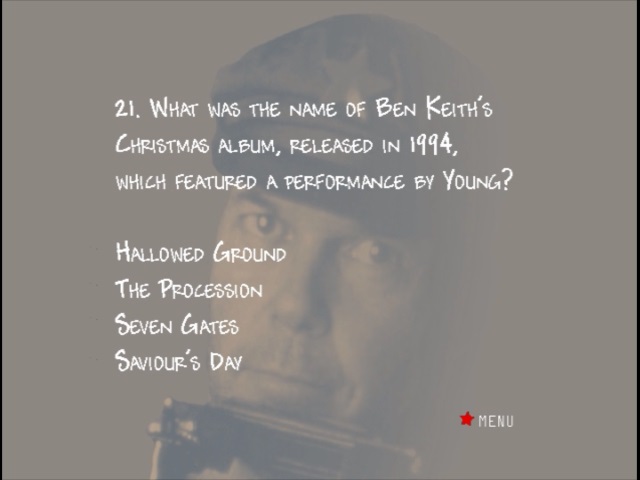 21. What was the name of Ben Keith's
Christmas album, released in 1994,
which featured a performance by Young?
Hallowed Ground
The Procession
Seven Gates
Saviour's Day
MENU